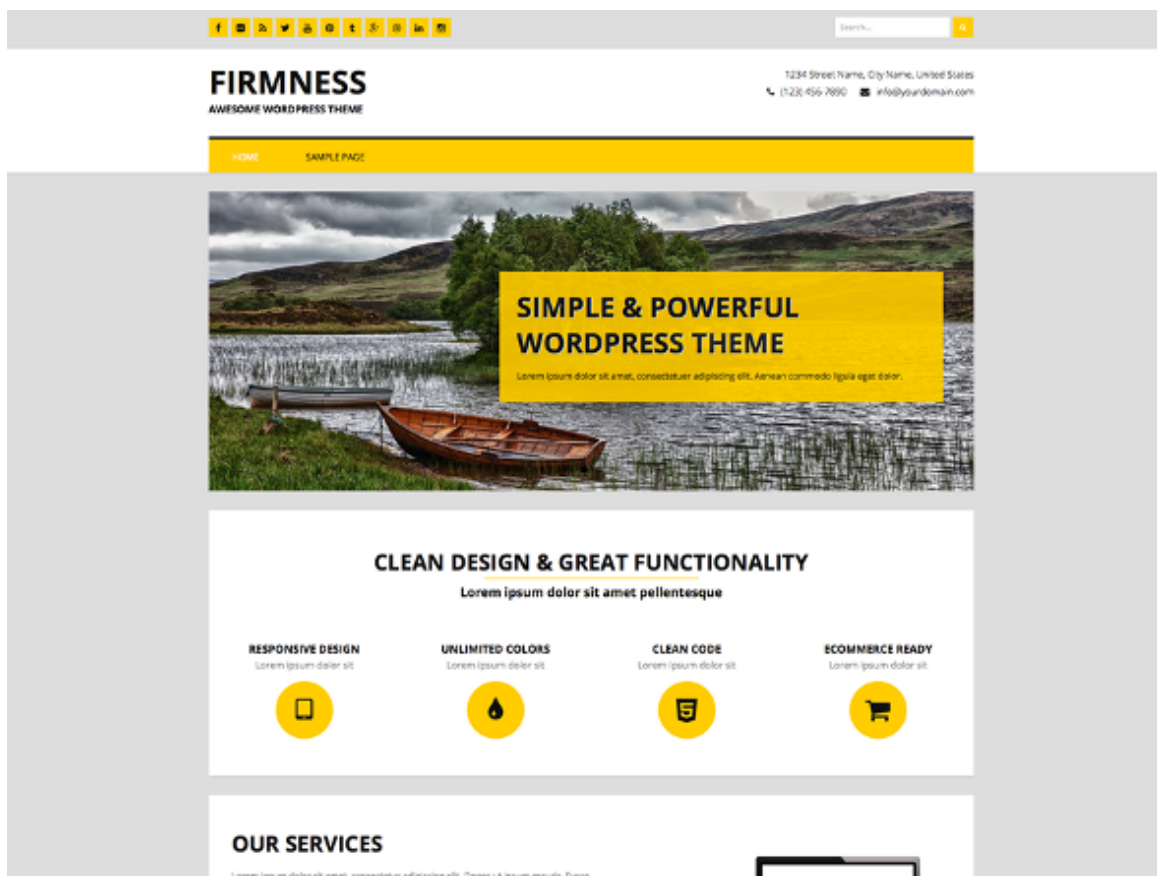 Search...
FIRMNESS
AWESOME WORDPRESS THEME
1234 Street Name, City Name, United States
(123) 456-7890 info@yourdomain.com
HOME SAMPLE PAGE
SIMPLE & POWERFUL
WORDPRESS THEME
Lorem ipsum dolor sit amet, consectetuer adipiscing elit. Aenean commodo ligula eget dolor.
CLEAN DESIGN & GREAT FUNCTIONALITY
Lorem ipsum dolor sit amet pellentesque
RESPONSIVE DESIGN UNLIMITED COLORS CLEAN CODE ECOMMERCE READY
Lorem ipsum dolor sit Lorem ipsum dolor sit Lorem ipsum dolor sit Lorem ipsum dolor sit
OUR SERVICES